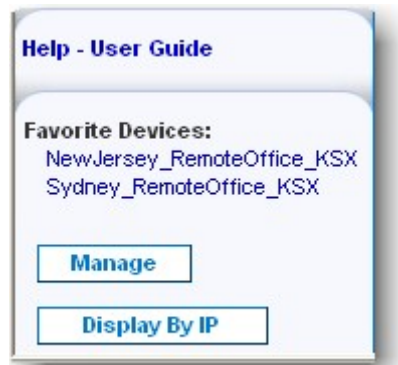 Help - User Guide
Favorite Devices:
NewJersey_RemoteOffice_KSX
Sydney_RemoteOffice_KSX
Manage
Display By IP